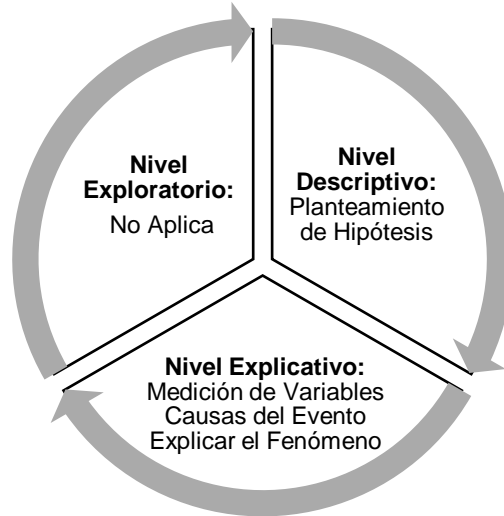 Nivel
Exploratorio:
No Aplica
Nivel
Descriptivo:
Planteamiento
de Hipótesis
Nivel Explicativo:
Medición de Variables
Causas del Evento
Explicar el Fenómeno